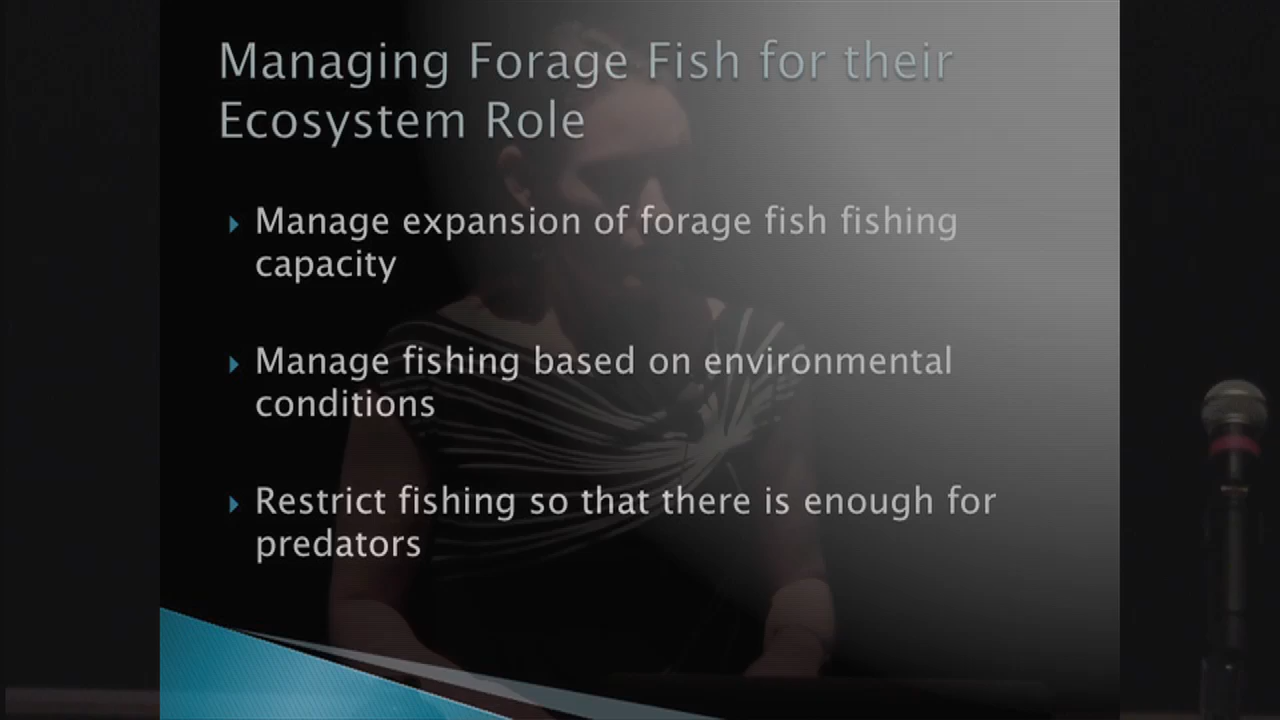 Managing Forage Fish for their
Ecosystem Role
Manage expansion of forage fish fishing
capacity
Manage fishing based on environmental
conditions
Restrict fishing so that there is enough for
predators